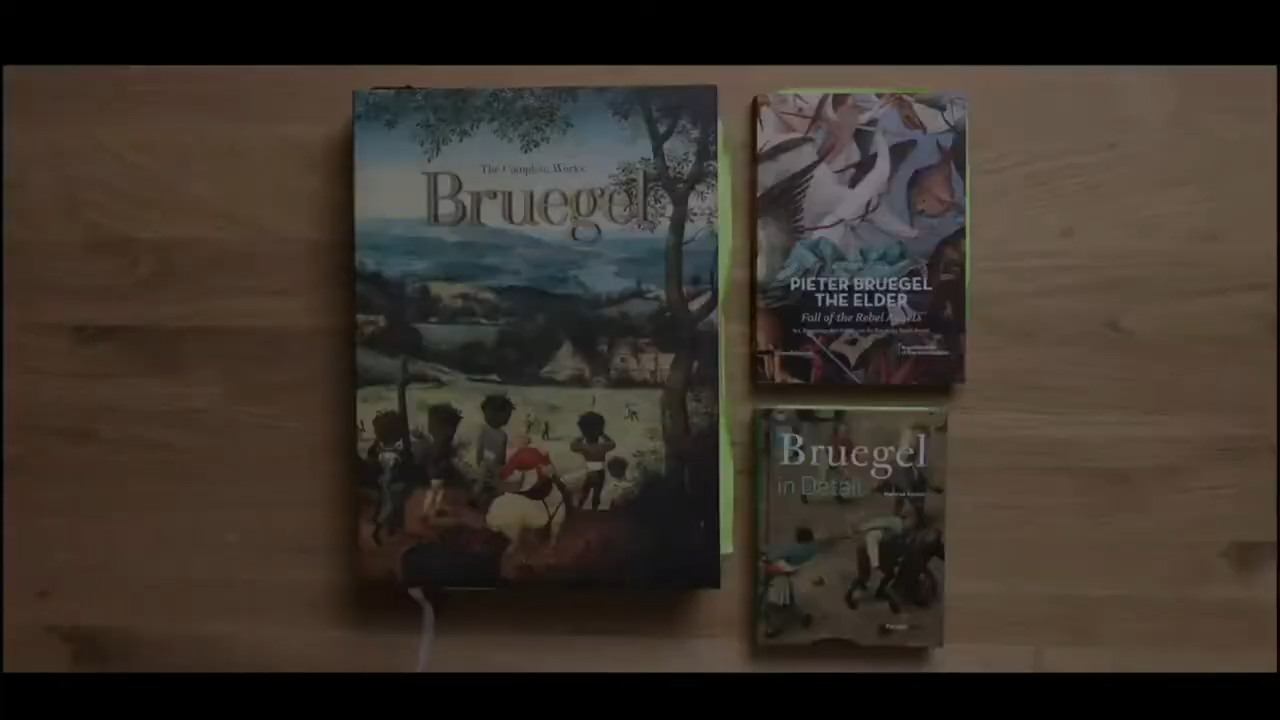 The Complete Works
Bruegel
PIETER BRUEGEL
THE ELDER
Fall of the Rebel Angels
Bruegel
in Detail